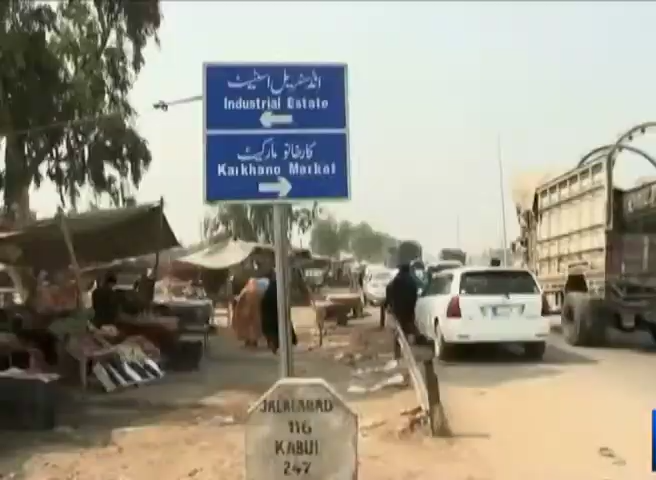 انڈسٹریل اسٹیٹ
Industrial Estate
کارخانو مارکیٹ
Karkhano Market
JALALABAD
116
KABUL
247